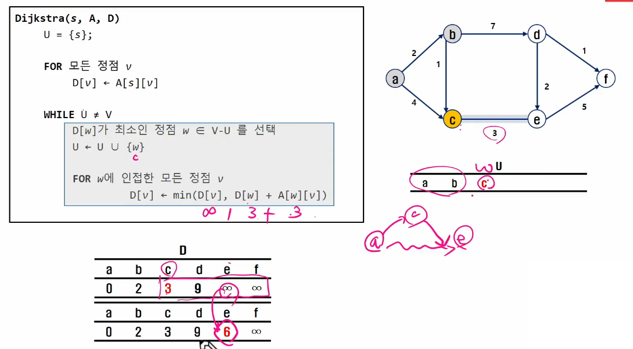 Dijkstra(s, A, D)
U = {s};
FOR 모든 정점 v
D[v] ← A[s][v]
WHILE U ≠ V
D[w]가 최소인 정점 w ∈ V-U 를 선택
U ← U ∪ {w}
c
FOR w에 인접한 모든 정점 v
D[v] ← min(D[v], D[w] + A[w][v])
∞ 1 3 + 3
b 7 d
2 1 1
a 2 f
4 5
c e
3
w U
a b c
c
a e
D
a b c d e f
0 2 3 9 ∞ ∞
a b c d e f
0 2 3 9 6 ∞